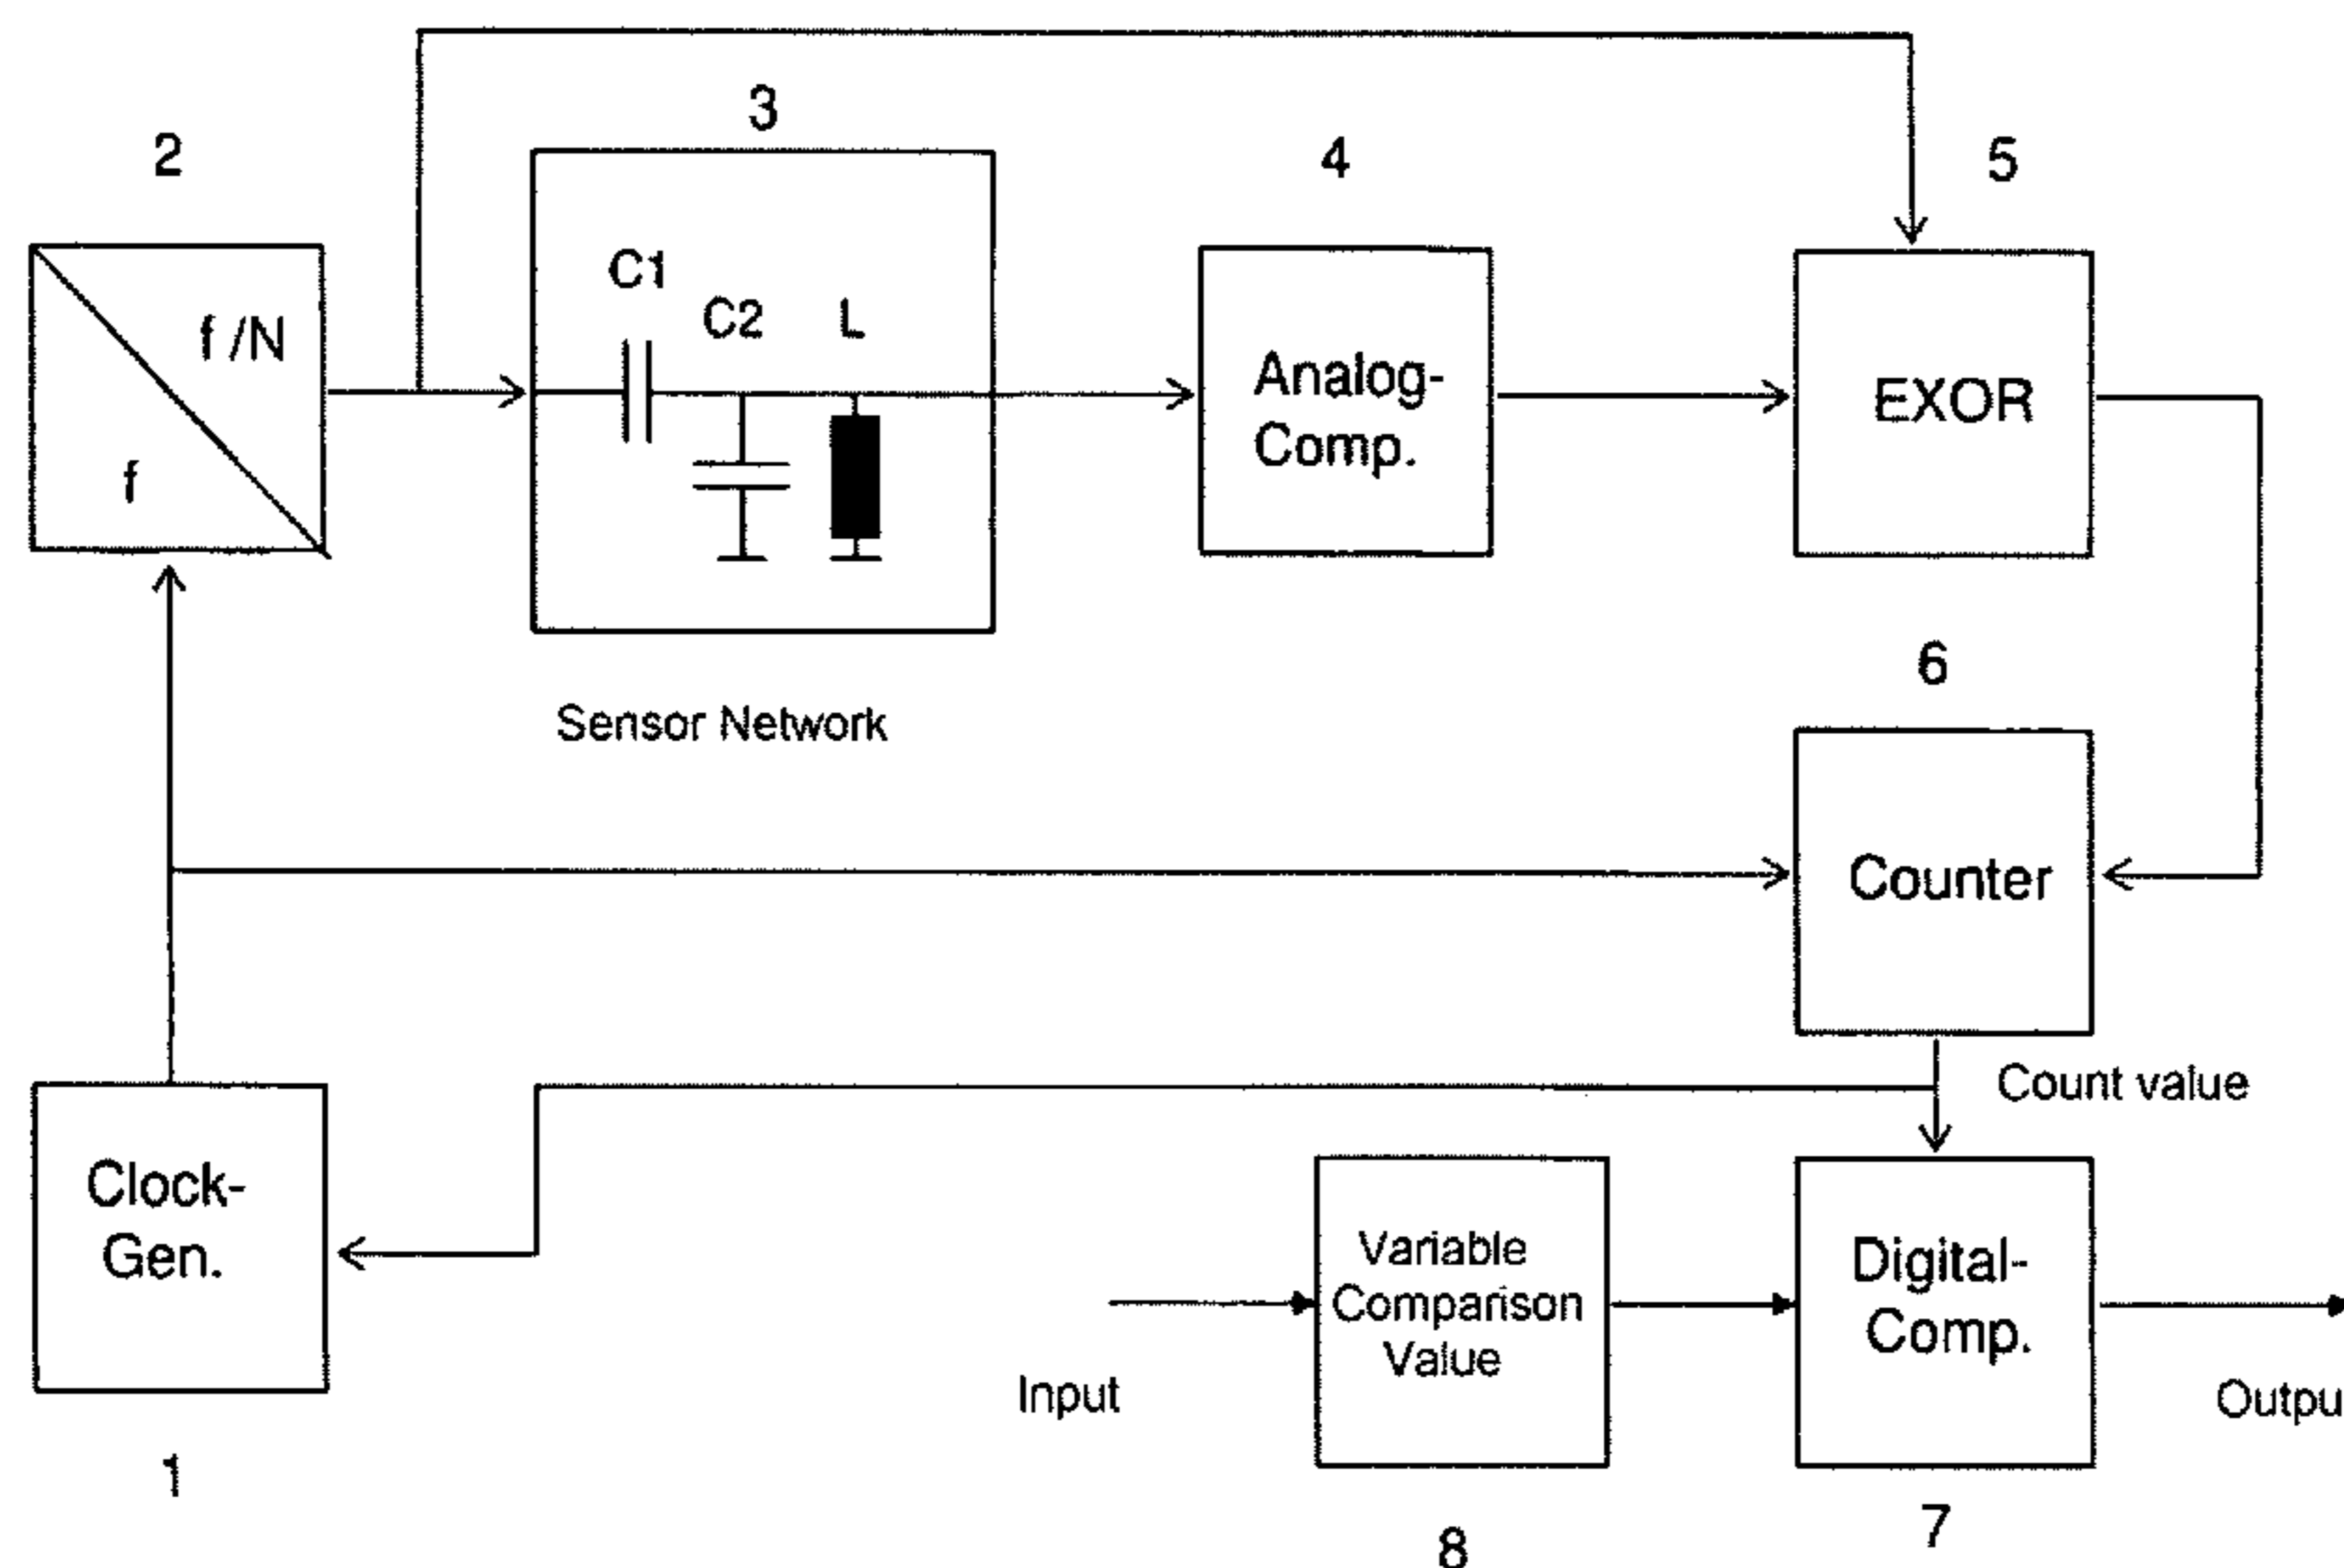 3
2
4
5
C1
C2
L
f /N
f
Analog-
Comp.
EXOR
6
Sensor Network
Counter
Count value
Clock-
Gen.
Variable
Comparison
Value
Digital-
Comp.
Input
Outpu
1
8
7